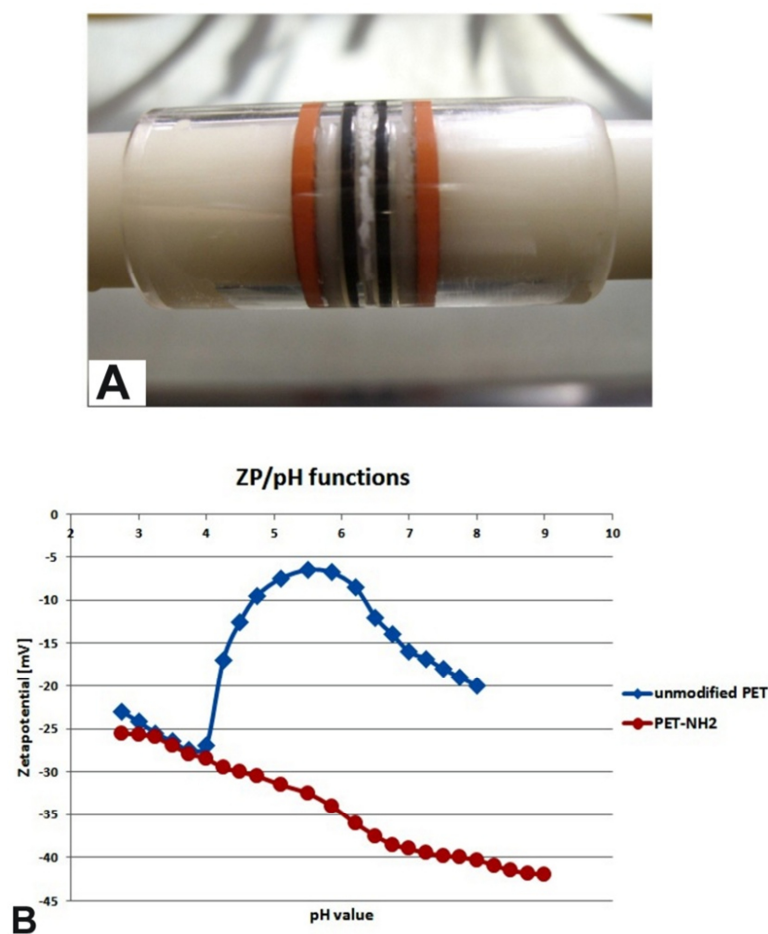 A
ZP/pH functions
0
2 3 4 5 6 7 8 9 10
-5
-10
-15
-20
-25
-30
-35
-40
-45
Zetapotential [mV]
unmodified PET
PET-NH2
B
pH value